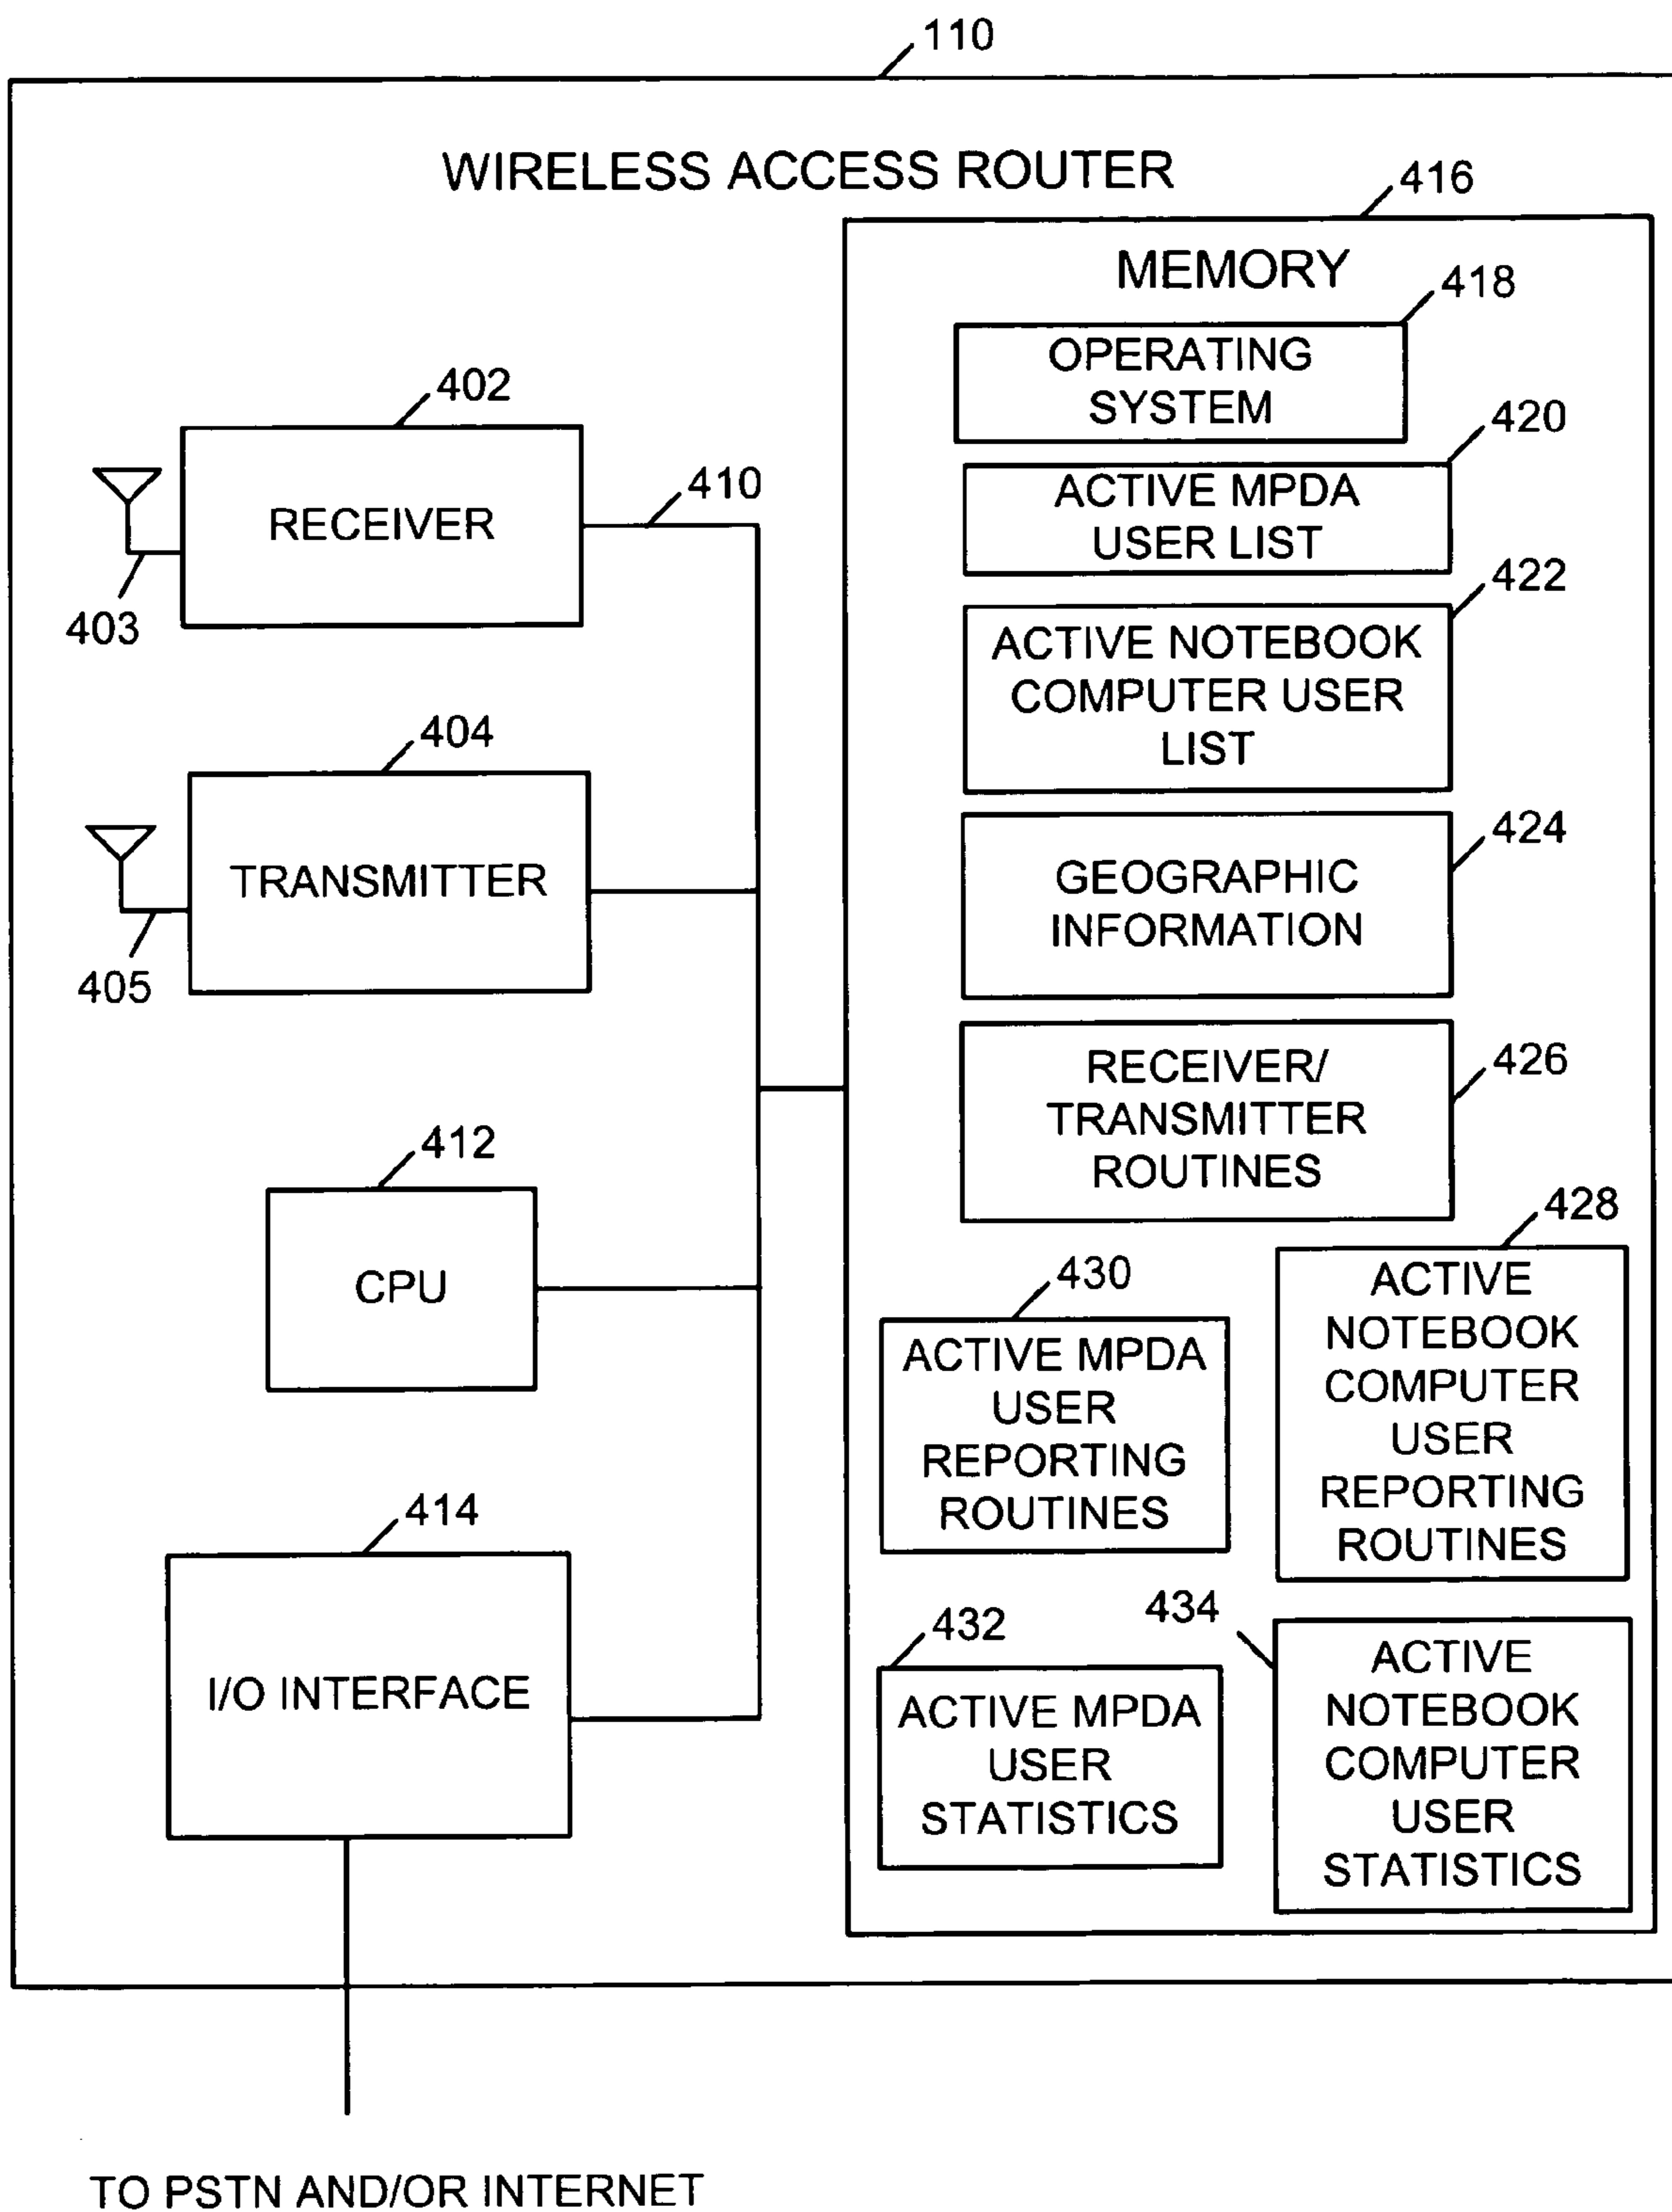 110
WIRELESS ACCESS ROUTER
416
MEMORY
418
OPERATING
SYSTEM
402
420
RECEIVER
410
ACTIVE MPDA
USER LIST
403
422
ACTIVE NOTEBOOK
COMPUTER USER
LIST
404
424
TRANSMITTER
GEOGRAPHIC
INFORMATION
405
426
RECEIVER/
TRANSMITTER
ROUTINES
412
428
CPU
430
ACTIVE MPDA
USER
REPORTING
ROUTINES
ACTIVE
NOTEBOOK
COMPUTER
USER
REPORTING
ROUTINES
414
I/O INTERFACE
432
434
ACTIVE MPDA
USER
STATISTICS
ACTIVE
NOTEBOOK
COMPUTER
USER
STATISTICS
TO PSTN AND/OR INTERNET